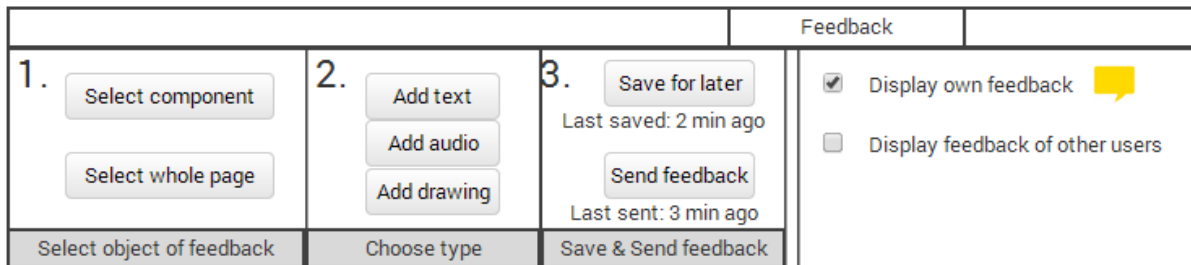 Feedback
1.
Select component
Select whole page
Select object of feedback
2.
Add text
Add audio
Add drawing
Choose type
3.
Save for later
Last saved: 2 min ago
Send feedback
Last sent: 3 min ago
Save & Send feedback
Display own feedback
Display feedback of other users